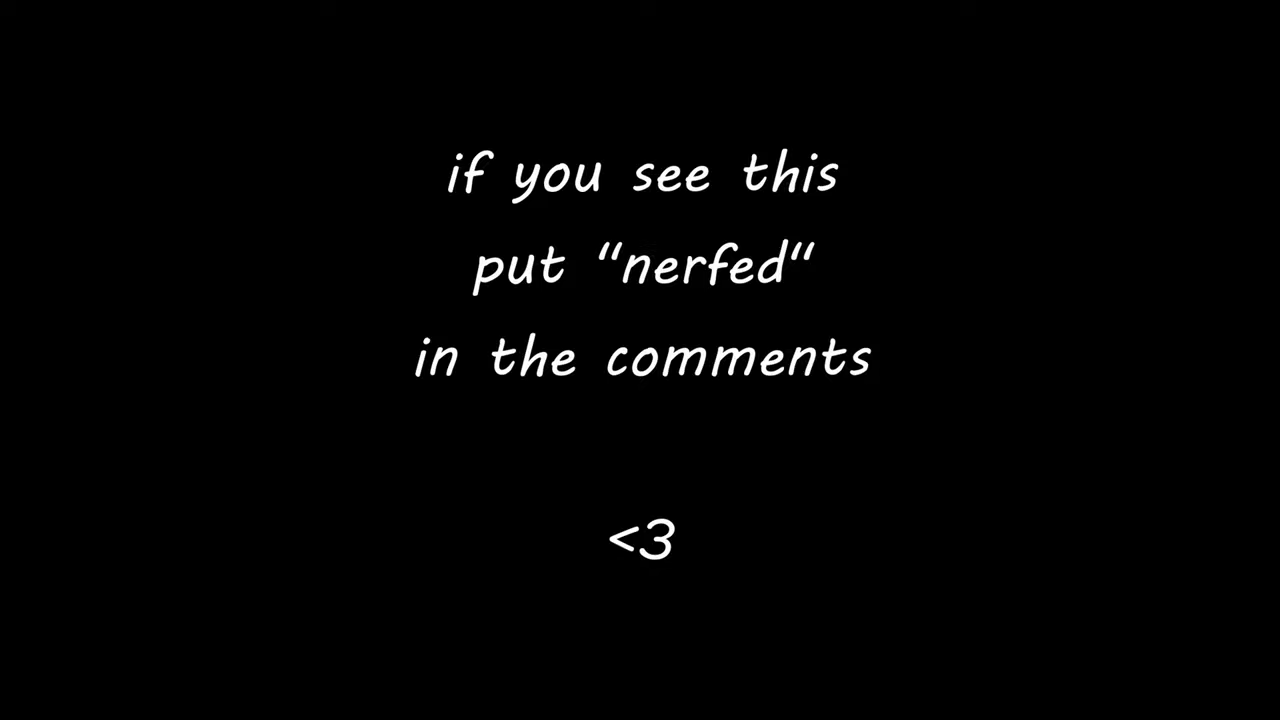 if you see this
put “nerfed“
in the comments
<3